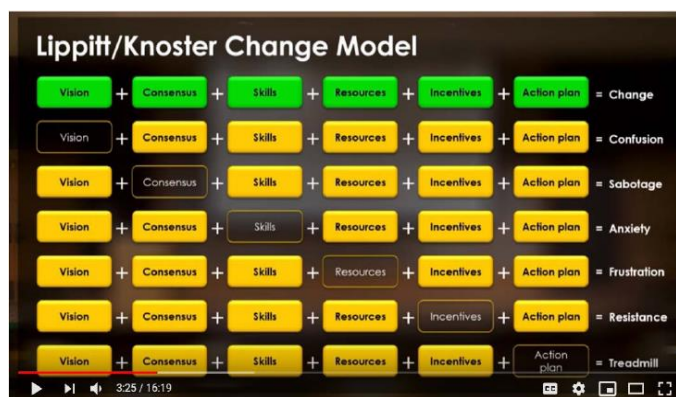 Lippitt/Knoster Change Model
Vision + Consensus + Skills + Resources + Incentives + Action plan = Change
Vision + Consensus + Skills + Resources + Incentives + Action plan = Confusion
Vision + Consensus + Skills + Resources + Incentives + Action plan = Sabotage
Vision + Consensus + Skills + Resources + Incentives + Action plan = Anxiety
Vision + Consensus + Skills + Resources + Incentives + Action plan = Frustration
Vision + Consensus + Skills + Resources + Incentives + Action plan = Resistance
Vision + Consensus + Skills + Resources + Incentives + Action plan = Treadmill
3:25 / 16:19
CC